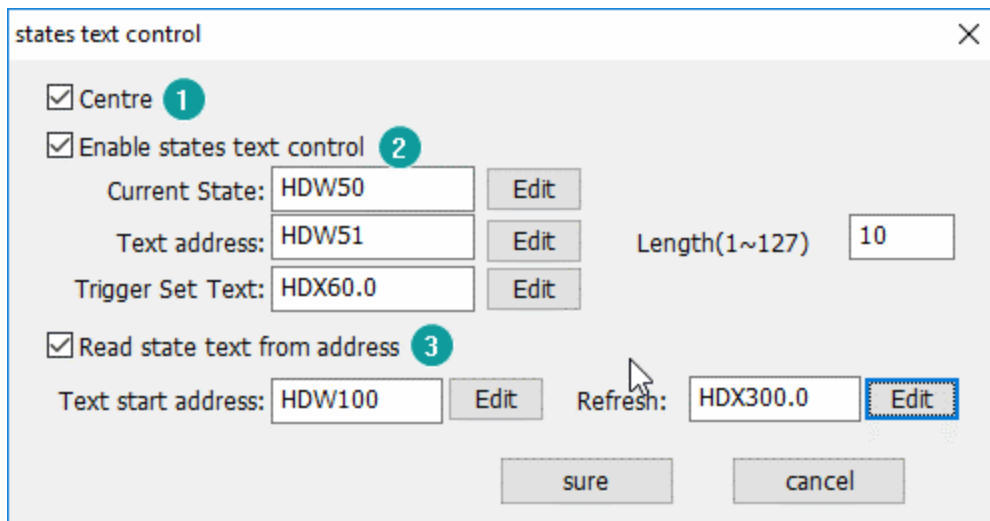 states text control
Centre 1
Enable states text control 2
Current State: HDW50 Edit
Text address: HDW51 Edit Length(1~127) 10
Trigger Set Text: HDX60.0 Edit
Read state text from address 3
Text start address: HDW100 Edit Refresh: HDX300.0 Edit
sure cancel